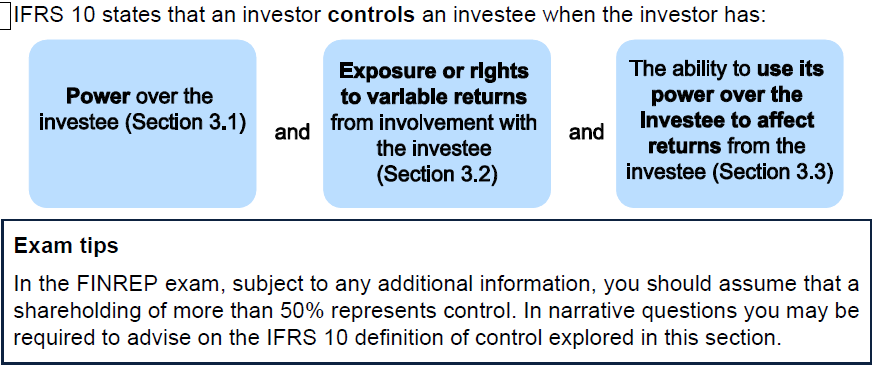 IFRS 10 states that an investor controls an investee when the investor has:
Power over the
investee (Section 3.1)
and
Exposure or rights
to variable returns
from involvement with
the investee
(Section 3.2)
and
The ability to use its
power over the
Investee to affect
returns from the
investee (Section 3.3)
Exam tips
In the FINREP exam, subject to any additional information, you should assume that a
shareholding of more than 50% represents control. In narrative questions you may be
required to advise on the IFRS 10 definition of control explored in this section.